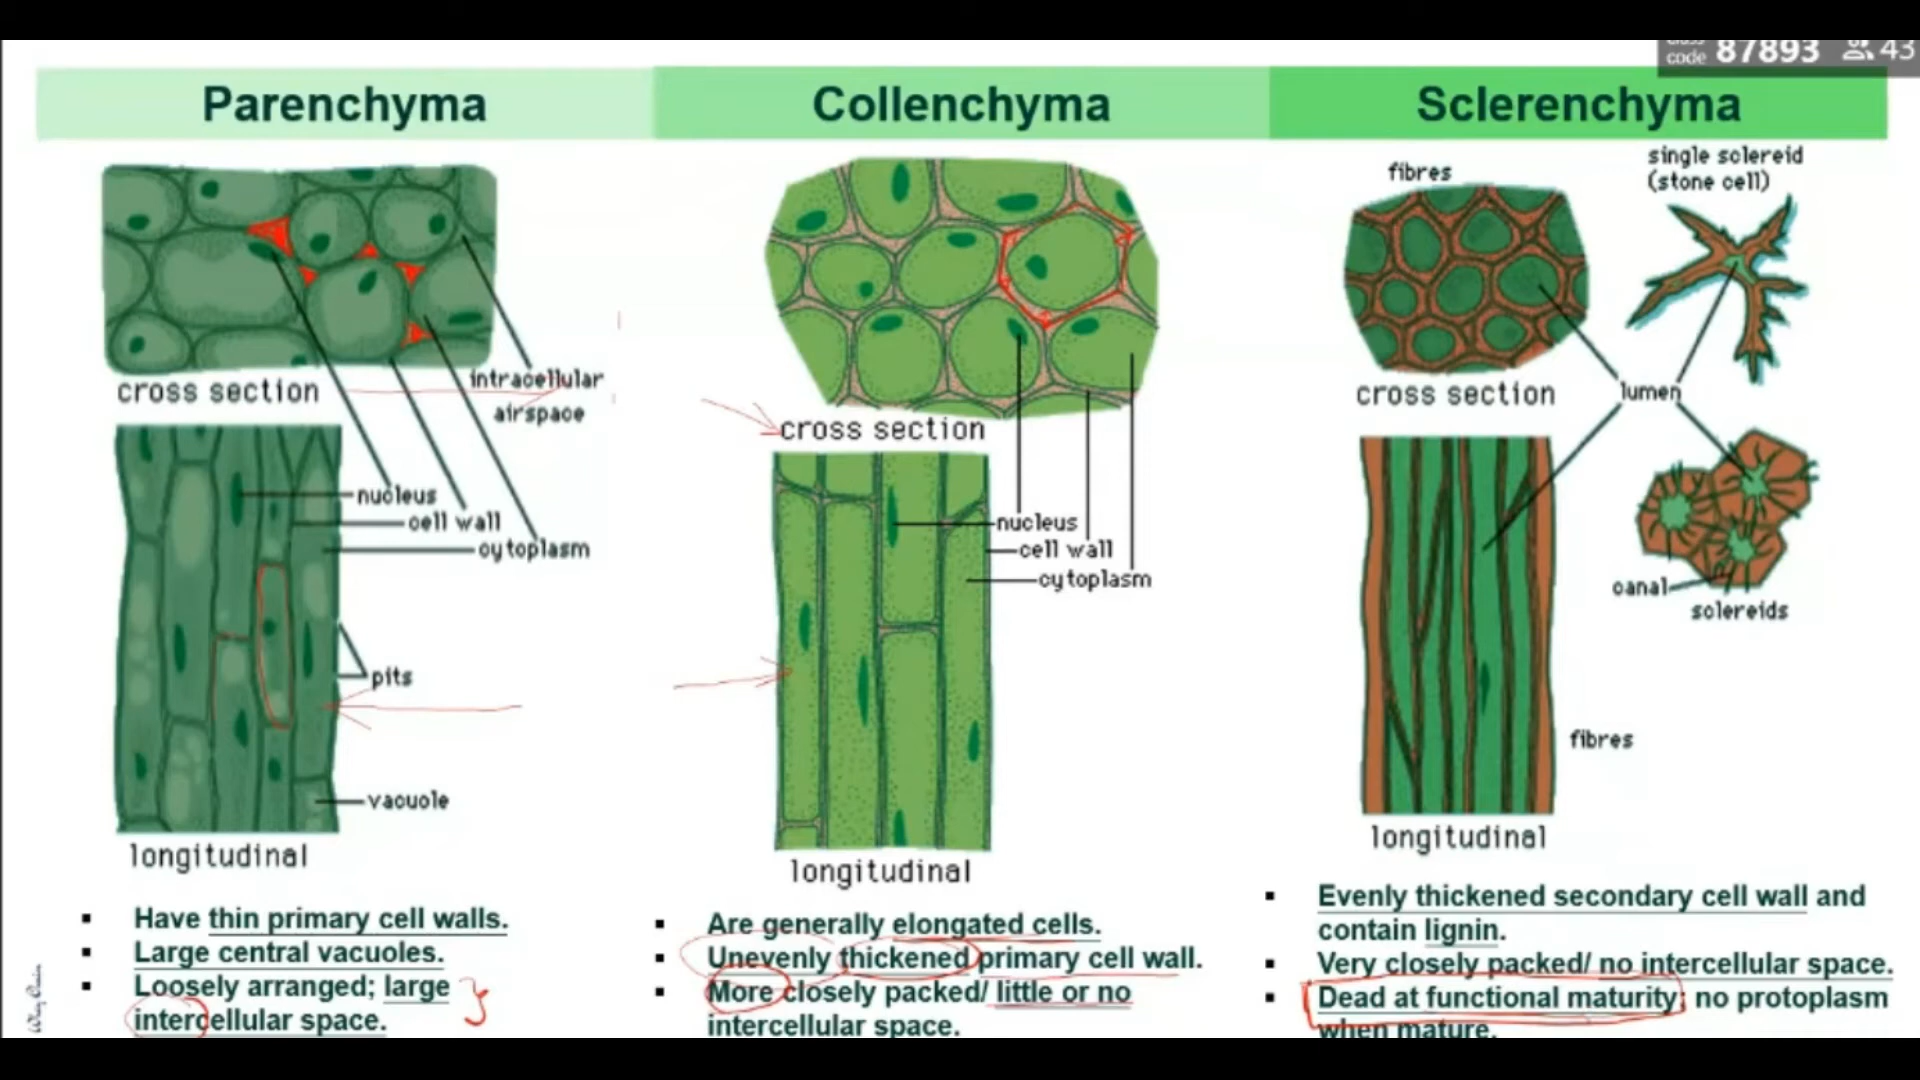 class
code 87893 43
Parenchyma
Collenchyma
Sclerenchyma
cross section
intracellular
airspace
nucleus
cell wall
cytoplasm
pits
vacuole
longitudinal
▪ Have thin primary cell walls.
▪ Large central vacuoles.
▪ Loosely arranged; large
intercellular space.
cross section
nucleus
cell wall
cytoplasm
longitudinal
▪ Are generally elongated cells.
▪ Unevenly thickened primary cell wall.
▪ More closely packed/ little or no
intercellular space.
fibres
single sclereid
(stone cell)
cross section
lumen
canal
sclereids
fibres
longitudinal
▪ Evenly thickened secondary cell wall and
contain lignin.
▪ Very closely packed/ no intercellular space.
▪ Dead at functional maturity; no protoplasm
when mature.